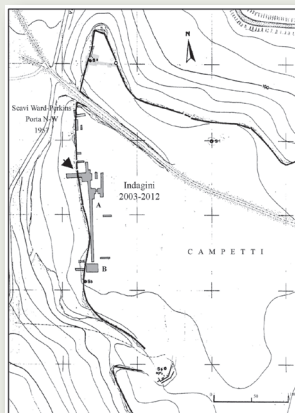 N
Scavi Ward-Perkins
Porta N-W
1957
Indagini
2003-2012
A
CAMPETTI
B